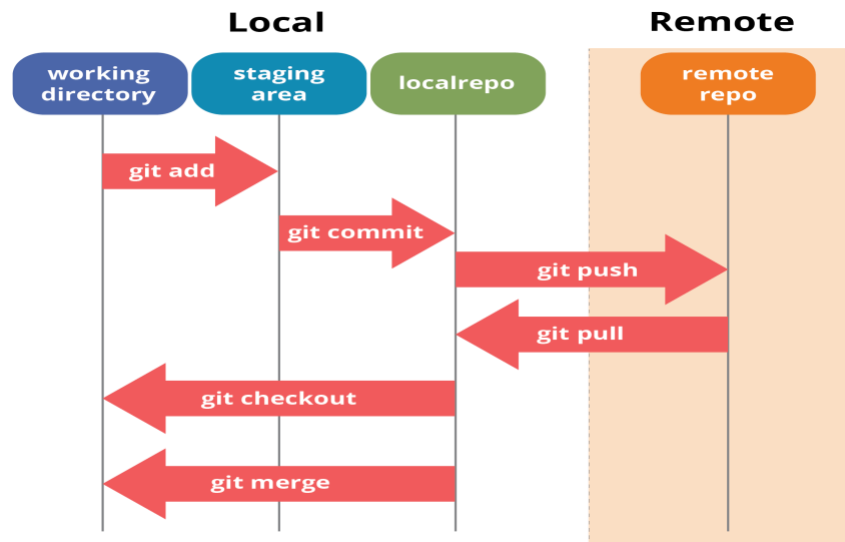 Local
Remote
working
directory
staging
area
localrepo
remote
repo
git add
git commit
git push
git pull
git checkout
git merge